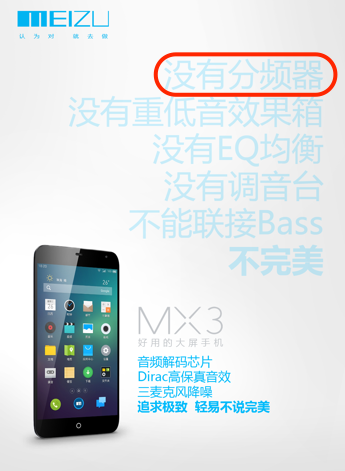 MEIZU
认为对 就去做
没有分频器
没有重低音效果箱
没有EQ均衡
没有调音台
不能联接Bass
不完美
MX3
好用的大屏手机
音频解码芯片
Dirac高保真音效
三麦克风降噪
追求极致 轻易不说完美